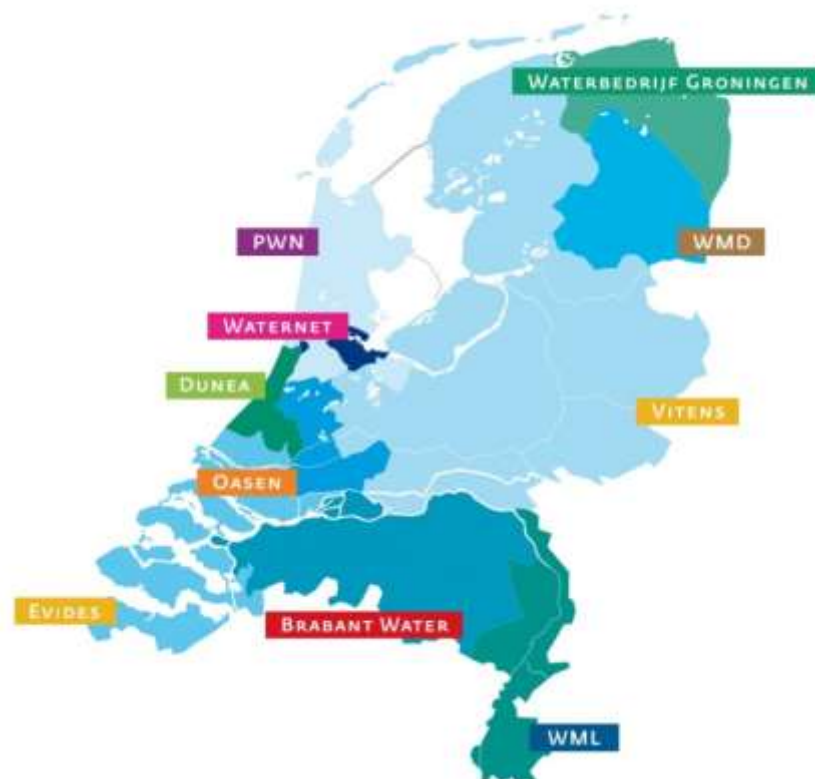 WATERBEDRIJF GRONINGEN
PWN
WMD
WATERNET
DUNEA
VITENS
OASEN
EVIDES
BRABANT WATER
WML